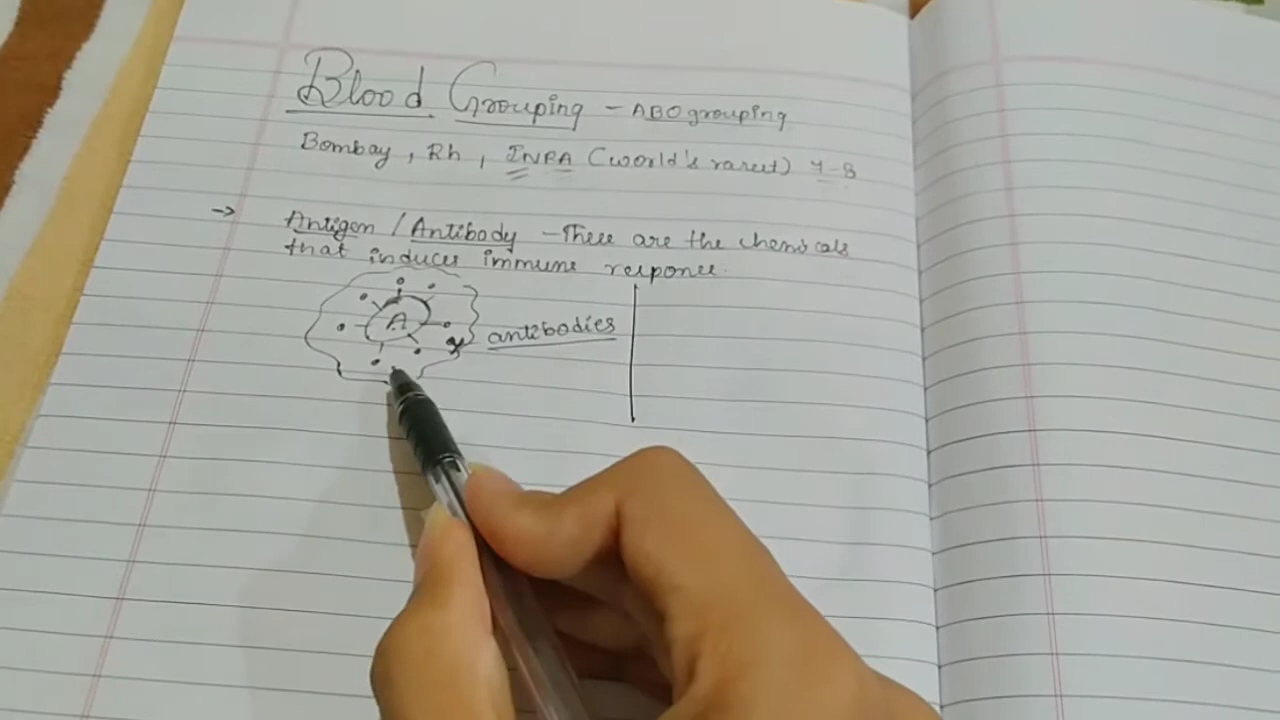 Blood Grouping - ABO grouping
Bombay, Rh, INRA (world's rarest) 7-8
→ Antigen / Antibody - These are the chemicals
that induces immune responee.
A
antibodies